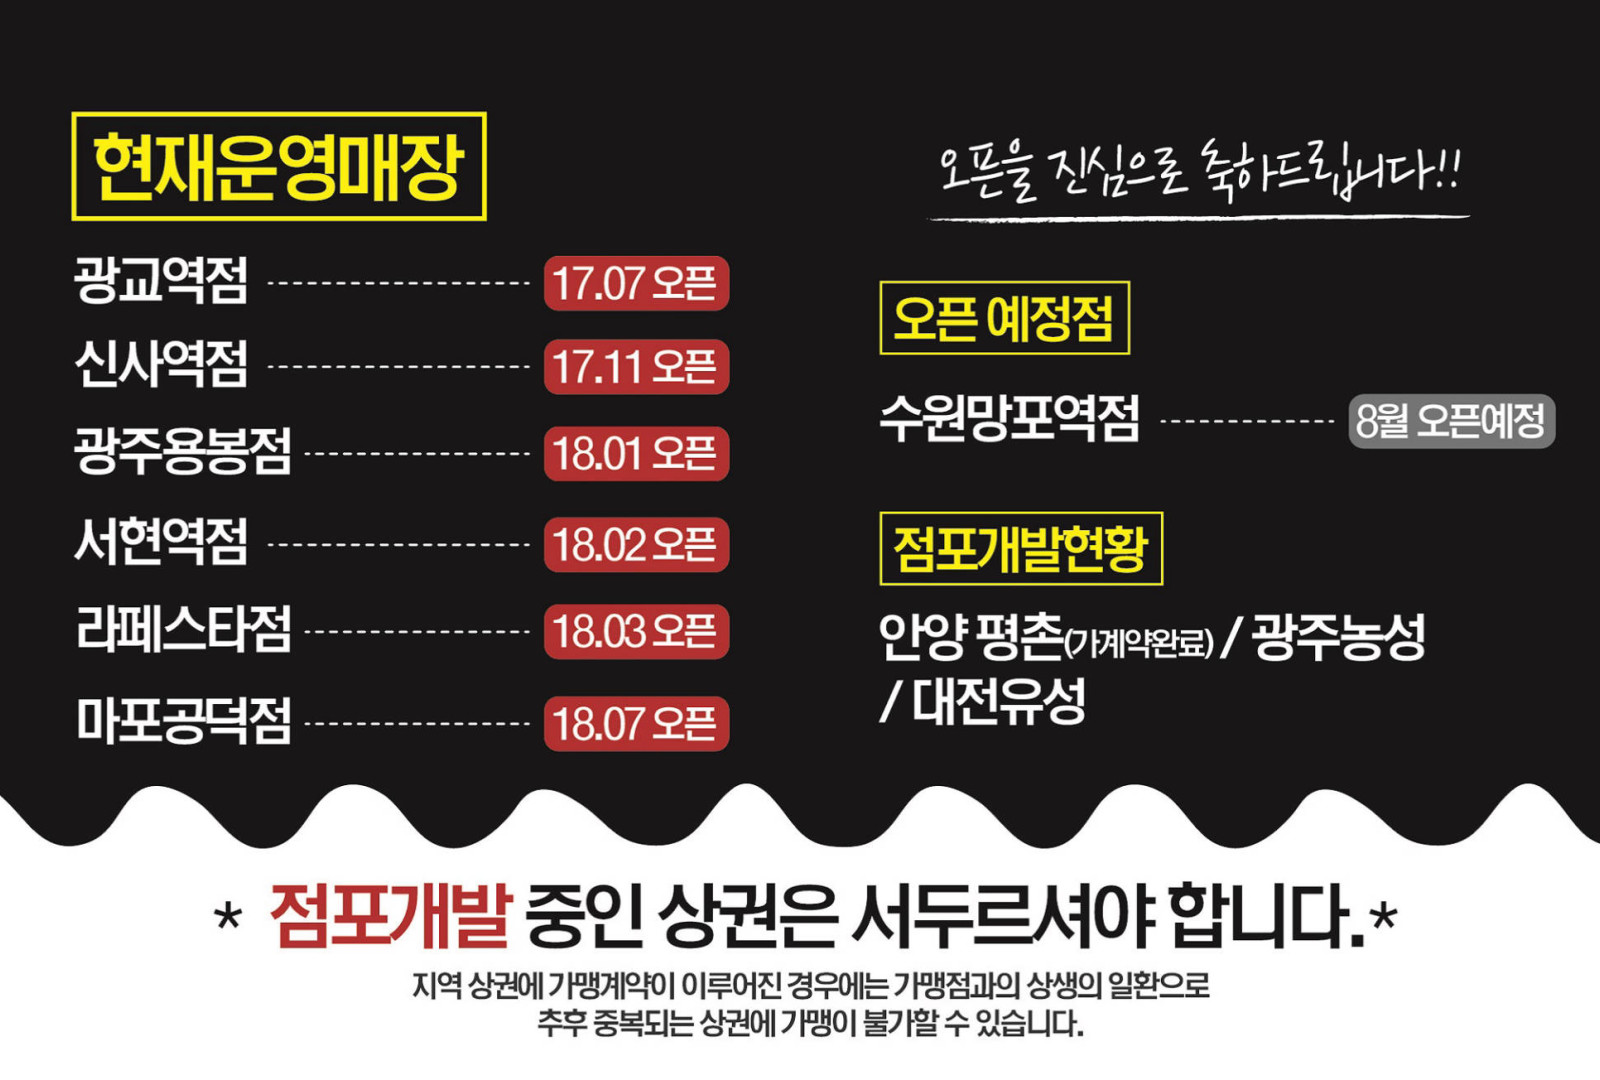 현재운영매장
광교역점 17.07 오픈
신사역점 17.11 오픈
광주용봉점 18.01 오픈
서현역점 18.02 오픈
라페스타점 18.03 오픈
마포공덕점 18.07 오픈
오픈을 진심으로 축하드립니다!!
오픈 예정점
수원망포역점 8월 오픈예정
점포개발현황
안양 평촌(가계약완료) / 광주농성
/ 대전유성
* 점포개발 중인 상권은 서두르셔야 합니다.*
지역 상권에 가맹계약이 이루어진 경우에는 가맹점과의 상생의 일환으로
추후 중복되는 상권에 가맹이 불가할 수 있습니다.